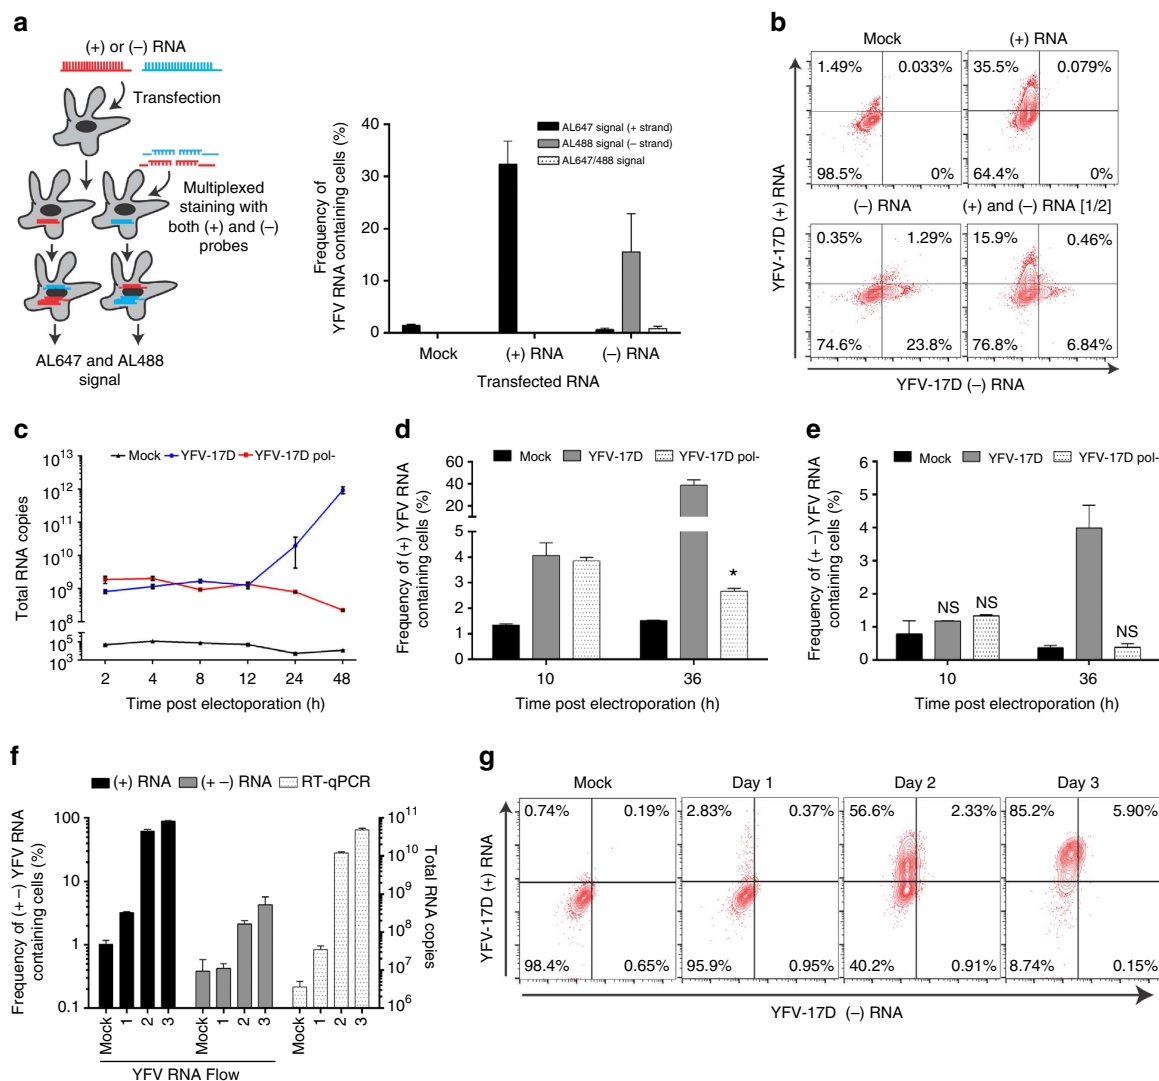 a
(+) or (–) RNA
Transfection
Multiplexed
staining with
both (+) and (–)
probes
AL647 and AL488
signal
Frequency of
YFV RNA containing cells (%)
40
30
20
10
0
AL647 signal (+ strand)
AL488 signal (– strand)
AL647/488 signal
Mock
(+) RNA
(–) RNA
Transfected RNA
b
Mock
(+) RNA
1.49%
0.033%
35.5%
0.079%
98.5%
0%
64.4%
0%
(–) RNA
(+) and (–) RNA [1/2]
0.35%
1.29%
15.9%
0.46%
74.6%
23.8%
76.8%
6.84%
YFV-17D (+) RNA
YFV-17D (–) RNA
c
Mock
YFV-17D
YFV-17D pol-
Total RNA copies
10^13
10^12
10^11
10^10
10^9
10^8
10^5
10^3
2
4
8
12
24
48
Time post electoporation (h)
d
Mock
YFV-17D
YFV-17D pol-
Frequency of (+) YFV RNA
containing cells (%)
60
40
20
5
4
3
2
1
0
*
10
36
Time post electoporation (h)
e
Mock
YFV-17D
YFV-17D pol-
Frequency of (+ –) YFV RNA
containing cells (%)
6
5
4
3
2
1
0
NS
NS
NS
10
36
Time post electoporation (h)
f
(+) RNA
(+ –) RNA
RT-qPCR
Frequency of (+ –) YFV RNA
containing cells (%)
100
10
1
0.1
Total RNA
copies
10^11
10^10
10^9
10^8
10^7
10^6
Mock
1
2
3
Mock
1
2
3
Mock
1
2
3
YFV RNA Flow
g
Mock
Day 1
Day 2
Day 3
0.74%
0.19%
2.83%
0.37%
56.6%
2.33%
85.2%
5.90%
98.4%
0.65%
95.9%
0.95%
40.2%
0.91%
8.74%
0.15%
YFV-17D (+) RNA
YFV-17D (–) RNA